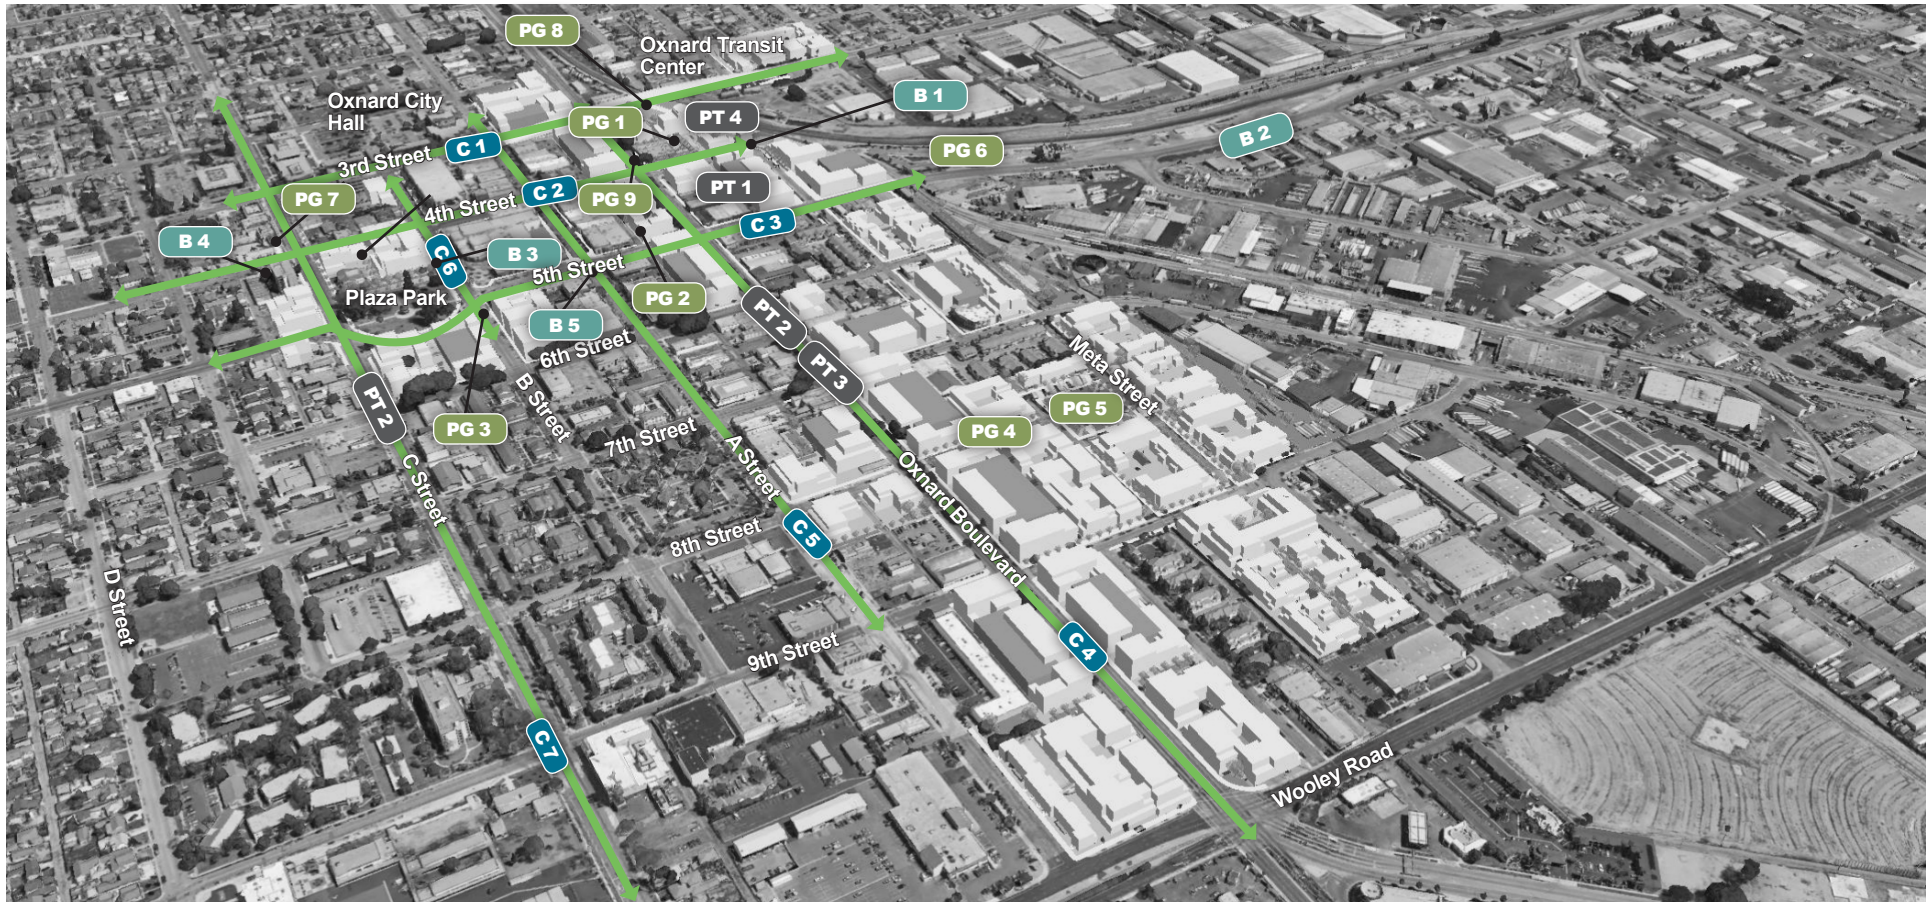 PG 8
Oxnard Transit
Center
Oxnard City
Hall
B 1
PG 1
PT 4
B 2
C 1
PG 6
3rd Street
PG 7
4th Street
C 2
PG 9
PT 1
C 3
B 4
C 6
B 3
5th Street
Plaza Park
PG 2
B 5
PT 2
6th Street
PT 3
Meta Street
PT 2
B Street
PG 3
7th Street
PG 4
PG 5
C Street
A Street
Oxnard Boulevard
8th Street
C 5
D Street
9th Street
C 4
C 7
Wooley Road